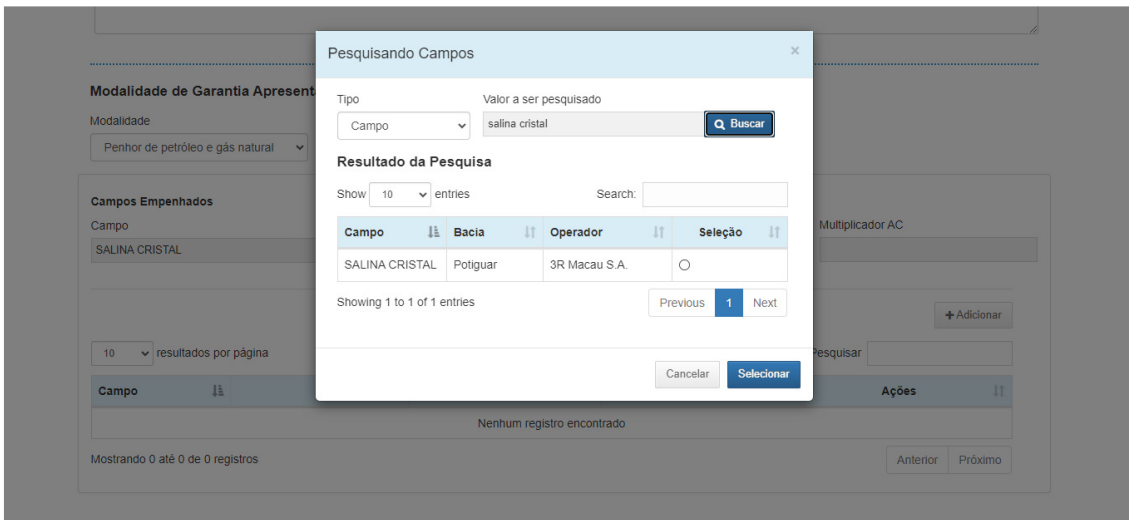 Pesquisando Campos ×
Modalidade de Garantia Apresent
Tipo Valor a ser pesquisado
Modalidade
Campo salina cristal Buscar
Penhor de petróleo e gás natural
Resultado da Pesquisa
Show 10 entries Search:
Campos Empenhados
Campo Multiplicador AC
SALINA CRISTAL
Campo Bacia Operador Seleção
SALINA CRISTAL Potiguar 3R Macau S.A.
Showing 1 to 1 of 1 entries Previous 1 Next
+ Adicionar
10 resultados por página Pesquisar
Cancelar Selecionar
Campo Ações
Nenhum registro encontrado
Mostrando 0 até 0 de 0 registros Anterior Próximo